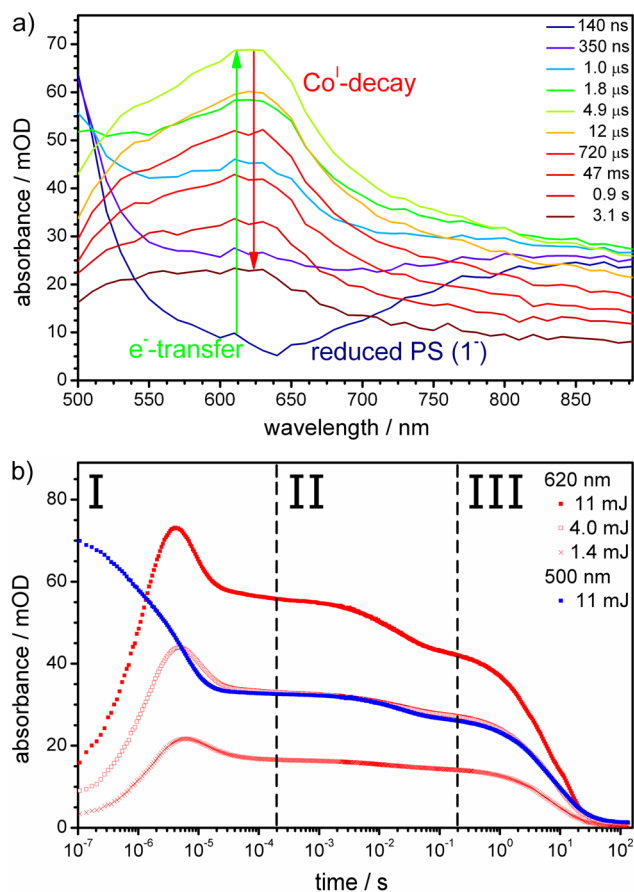 a)
70
60
50
40
30
20
10
0
absorbance / mOD
140 ns
350 ns
1.0 µs
1.8 µs
4.9 µs
12 µs
720 µs
47 ms
0.9 s
3.1 s
Co^I-decay
e^- -transfer
reduced PS (1^-)
500 550 600 650 700 750 800 850
wavelength / nm
b)
I II III
80
60
40
20
0
absorbance / mOD
620 nm
11 mJ
4.0 mJ
1.4 mJ
500 nm
11 mJ
10^-7 10^-6 10^-5 10^-4 10^-3 10^-2 10^-1 10^0 10^1 10^2
time / s